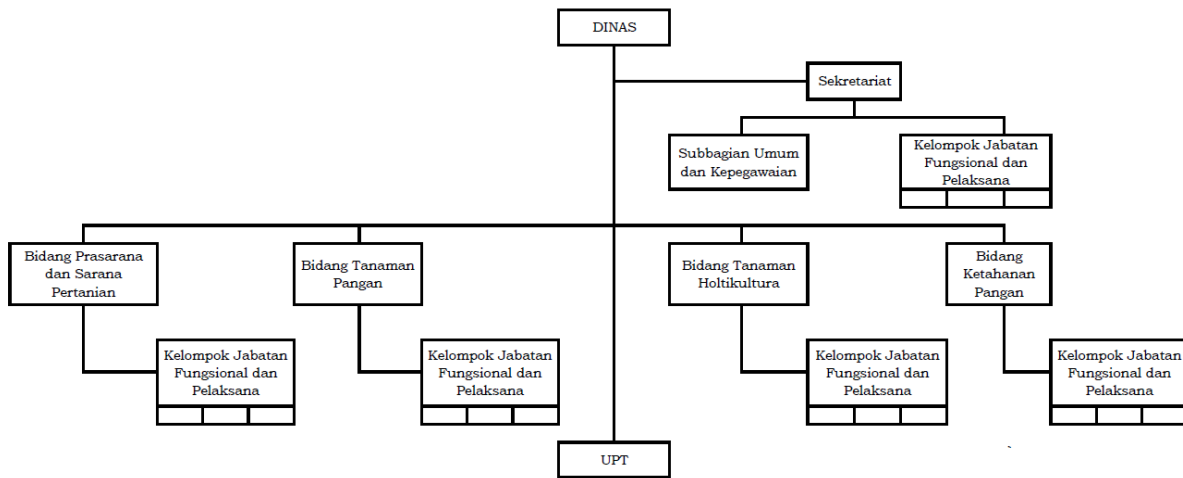 DINAS
Sekretariat
Subbagian Umum
dan Kepegawaian
Kelompok Jabatan
Fungsional dan
Pelaksana
Bidang Prasarana
dan Sarana
Pertanian
Bidang Tanaman
Pangan
Bidang Tanaman
Holtikultura
Bidang
Ketahanan
Pangan
Kelompok Jabatan
Fungsional dan
Pelaksana
Kelompok Jabatan
Fungsional dan
Pelaksana
Kelompok Jabatan
Fungsional dan
Pelaksana
Kelompok Jabatan
Fungsional dan
Pelaksana
UPT